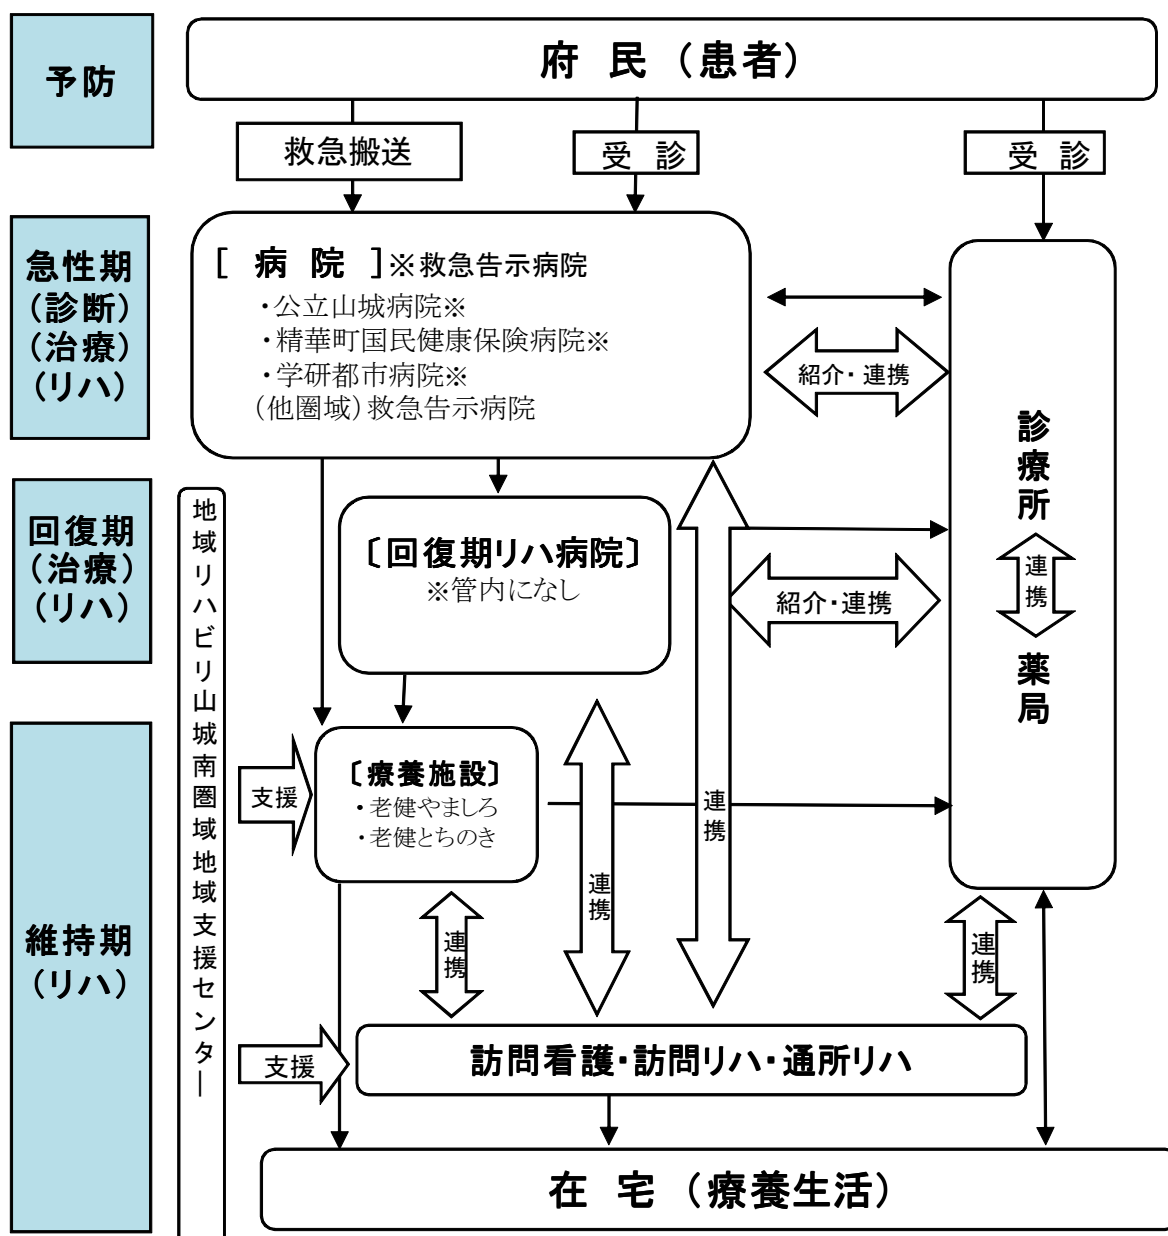 予防
府 民 （患者）
救急搬送
受 診
受 診
急性期
（診断）
（治療）
（リハ）
［ 病 院 ］※救急告示病院
・公立山城病院※
・精華町国民健康保険病院※
・学研都市病院※
（他圏域）救急告示病院
紹介・連携
診療所
連携
薬局
回復期
（治療）
（リハ）
地域リハビリ山城南圏域地域支援センター
〔回復期リハ病院〕
※管内になし
紹介・連携
維持期
（リハ）
支援
〔療養施設〕
・老健やましろ
・老健とちのき
連携
連携
連携
連携
支援
訪問看護・訪問リハ・通所リハ
在 宅 （療養生活）